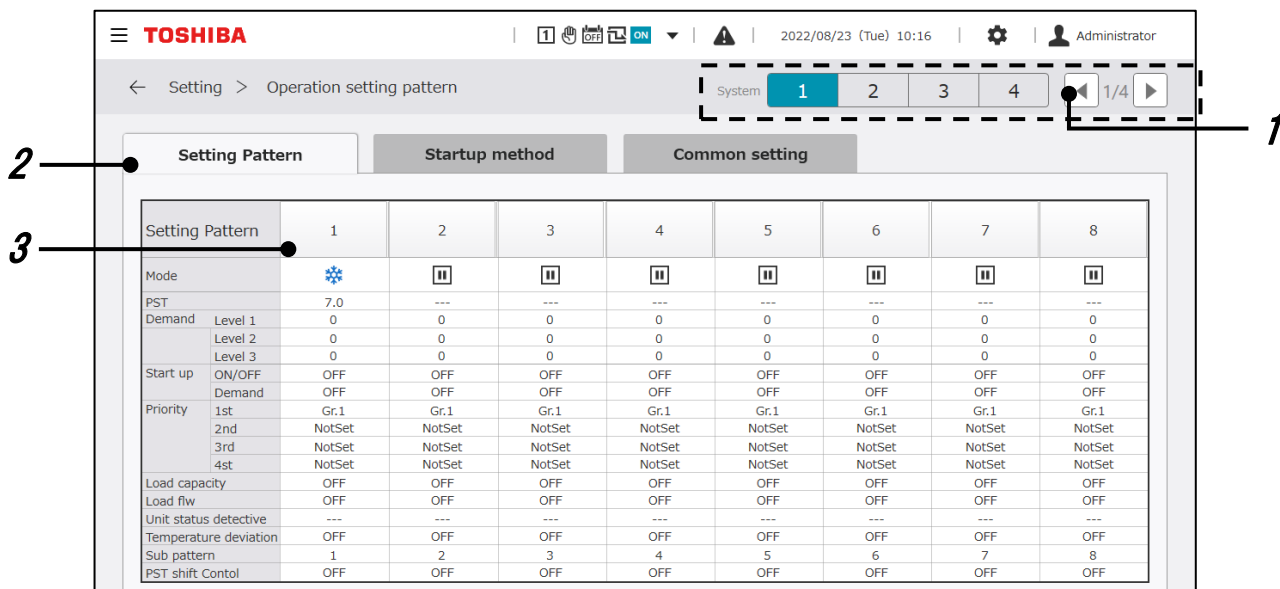 TOSHIBA 1 OFF ON 2022/08/23 (Tue) 10:16 Administrator
Setting > Operation setting pattern System 1 2 3 4 1/4
1
2 Setting Pattern Startup method Common setting
3 Setting Pattern 1 2 3 4 5 6 7 8
Mode
PST 7.0 --- --- --- --- --- --- ---
Demand Level 1 0 0 0 0 0 0 0 0
Level 2 0 0 0 0 0 0 0 0
Level 3 0 0 0 0 0 0 0 0
Start up ON/OFF OFF OFF OFF OFF OFF OFF OFF OFF
Demand OFF OFF OFF OFF OFF OFF OFF OFF
Priority 1st Gr.1 Gr.1 Gr.1 Gr.1 Gr.1 Gr.1 Gr.1 Gr.1
2nd NotSet NotSet NotSet NotSet NotSet NotSet NotSet NotSet
3rd NotSet NotSet NotSet NotSet NotSet NotSet NotSet NotSet
4st NotSet NotSet NotSet NotSet NotSet NotSet NotSet NotSet
Load capacity OFF OFF OFF OFF OFF OFF OFF OFF
Load flw OFF OFF OFF OFF OFF OFF OFF OFF
Unit status detective --- --- --- --- --- --- --- ---
Temperature deviation OFF OFF OFF OFF OFF OFF OFF OFF
Sub pattern 1 2 3 4 5 6 7 8
PST shift Contol OFF OFF OFF OFF OFF OFF OFF OFF